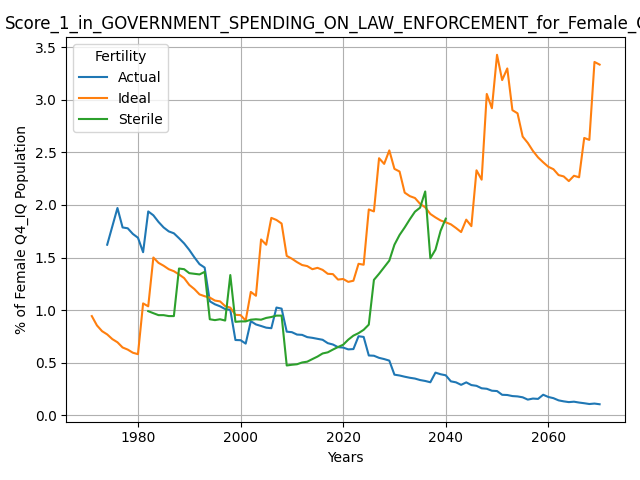 Score_1_in_GOVERNMENT_SPENDING_ON_LAW_ENFORCEMENT_for_Female_
Fertility
Actual
Ideal
Sterile
% of Female Q4_IQ Population
3.5
3.0
2.5
2.0
1.5
1.0
0.5
0.0
1980 2000 2020 2040 2060
Years